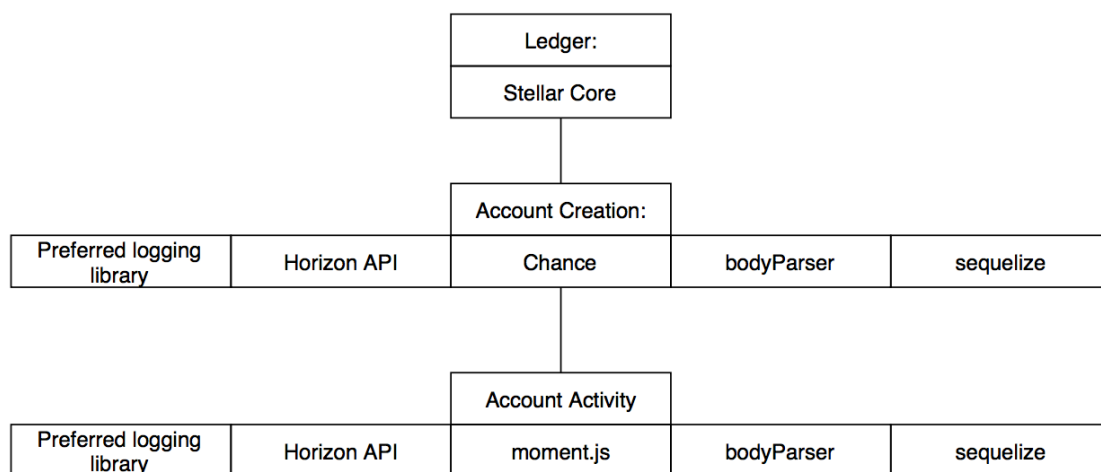 Ledger:
Stellar Core
Account Creation:
Preferred logging
library
Horizon API
Chance
bodyParser
sequelize
Account Activity
Preferred logging
library
Horizon API
moment.js
bodyParser
sequelize